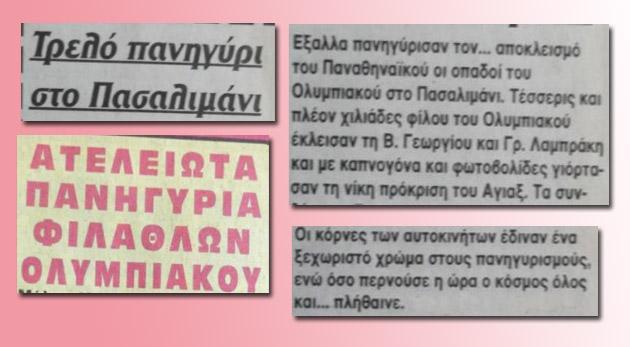 Τρελό πανηγύρι
στο Πασαλιμάνι
ΑΤΕΛΕΙΩΤΑ
ΠΑΝΗΓΥΡΙΑ
ΦΙΛΑΘΛΩΝ
ΟΛΥΜΠΙΑΚΟΥ
Εξαλλα πανηγύρισαν τον... αποκλεισμό
του Παναθηναϊκού οι οπαδοί του
Ολυμπιακού στο Πασαλιμάνι. Τέσσερις και
πλέον χιλιάδες φίλου του Ολυμπιακού
έκλεισαν τη Β. Γεωργίου και Γρ. Λαμπράκη
και με καπνογόνα και φωτοβολίδες γιόρτα-
σαν τη νίκη πρόκριση του Αγιαξ. Τα συν-
Οι κόρνες των αυτοκινήτων έδιναν ένα
ξεχωριστό χρώμα στους πανηγυρισμούς,
ενώ όσο περνούσε η ώρα ο κόσμος όλος
και... πλήθαινε.